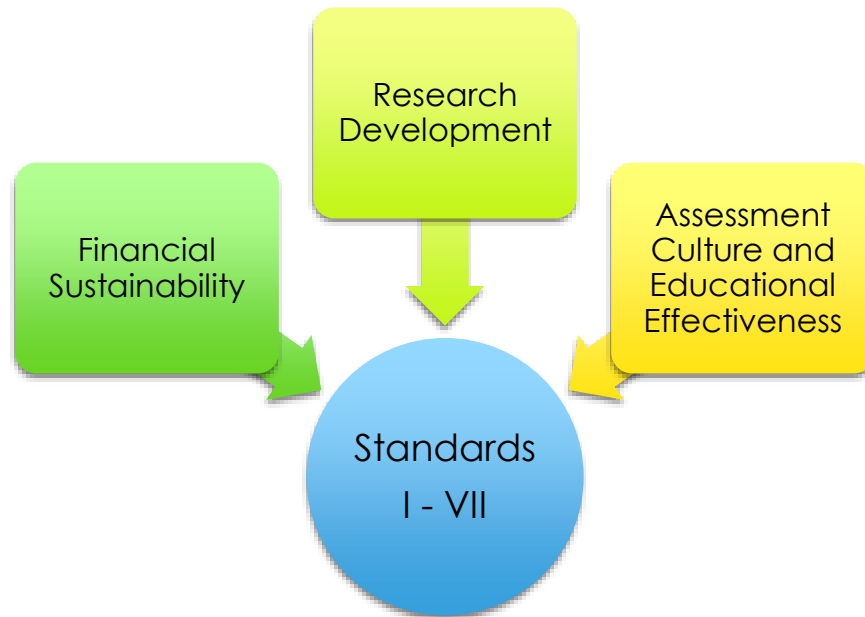 Research
Development
Financial
Sustainability
Assessment
Culture and
Educational
Effectiveness
Standards
I - VII